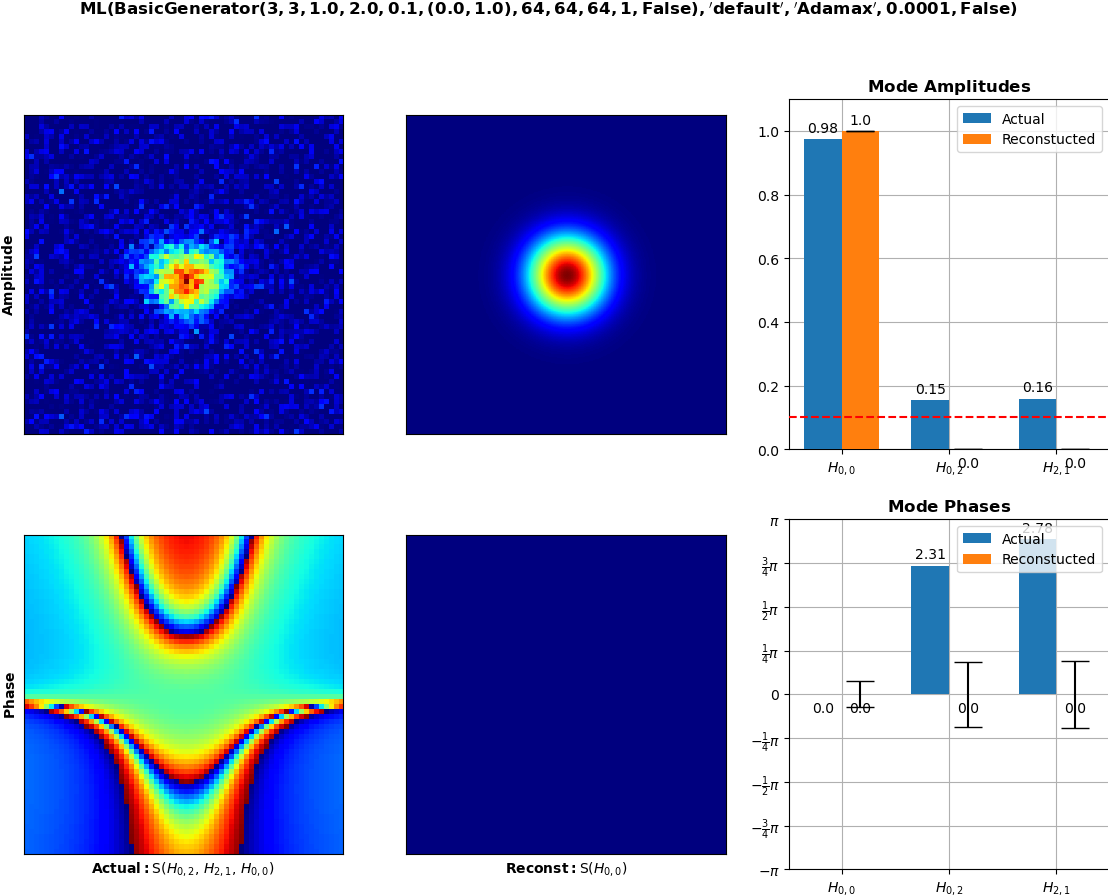 ML(BasicGenerator(3, 3, 1.0, 2.0, 0.1, (0.0, 1.0), 64, 64, 64, 1, False), ′default′, ′Adamax′, 0.0001, False)
Amplitude
Mode Amplitudes
Actual
Reconstucted
1.0
0.8
0.6
0.4
0.2
0.0
0.98
1.0
0.15
0.0
0.16
0.0
H0,0
H0,2
H2,1
Phase
Actual: S(H0,2, H2,1, H0,0)
Reconst: S(H0,0)
Mode Phases
Actual
Reconstucted
π
3/4π
1/2π
1/4π
0
−1/4π
−1/2π
−3/4π
−π
0.0
0.0
2.31
0.0
2.78
0.0
H0,0
H0,2
H2,1